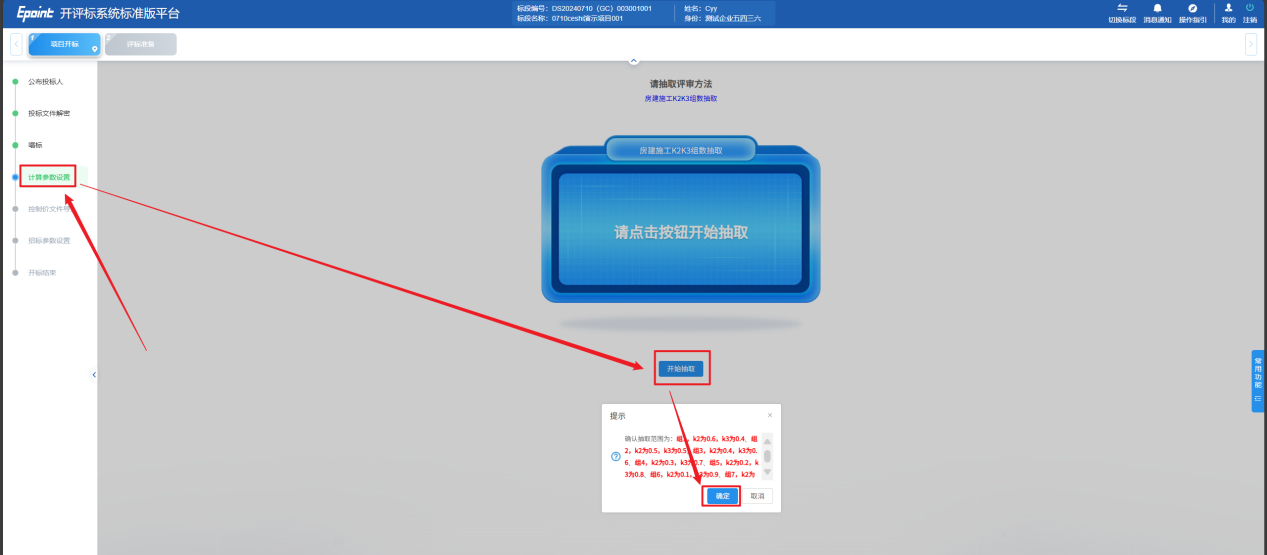 Epoint 开评标系统标准版平台
标段编号：DS20240710（GC）003001001
标段名称：0710ceshi演示项目001
姓名：Cyy
身份：测试企业五四三六
切换标段 消息通知 操作指引 我的 注销
1 项目开标
评标准备
公布投标人
投标文件解密
唱标
计算参数设置
控制价文件导
招标参数设置
开标结束
请抽取评审方法
房建施工K2K3组数抽取
房建施工K2K3组数抽取
请点击按钮开始抽取
开始抽取
常用功能
提示
确认抽取范围为：组1，k2为0.6，k3为0.4、组
2，k2为0.5，k3为0.5、组3，k2为0.4，k3为0.
6、组4，k2为0.3，k3为0.7、组5，k2为0.2，k
3为0.8、组6，k2为0.1，k3为0.9、组7，k2为
确定 取消